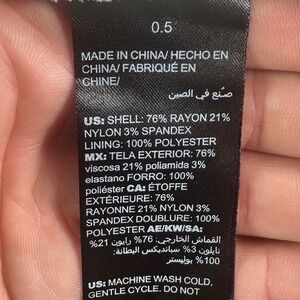 0.5
MADE IN CHINA/ HECHO EN
CHINA/ FABRIQUÉ EN
CHINE/
صنع في الصين
US: SHELL: 76% RAYON 21%
NYLON 3% SPANDEX
LINING: 100% POLYESTER
MX: TELA EXTERIOR: 76%
viscosa 21% poliamida 3%
elastano FORRO: 100%
poliéster CA: ÉTOFFE
EXTÉRIEURE: 76%
RAYONNE 21% NYLON 3%
SPANDEX DOUBLURE: 100%
POLYESTER AE/KW/SA:
القماش الخارجي: 76% رايون 21%
نايلون 3% سباندیكس البطانة:
100% بوليستر
US: MACHINE WASH COLD.
GENTLE CYCLE. DO NOT